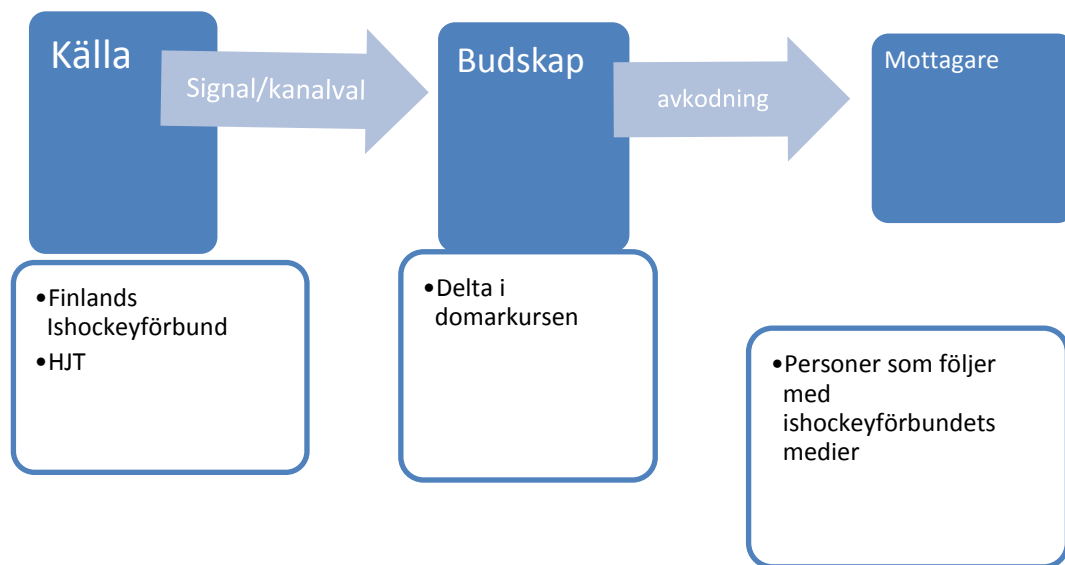 Källa
Signal/kanalval
Budskap
avkodning
Mottagare
•Finlands
Ishockeyförbund
•HJT
•Delta i
domarkursen
•Personer som följer
med
ishockeyförbundets
medier